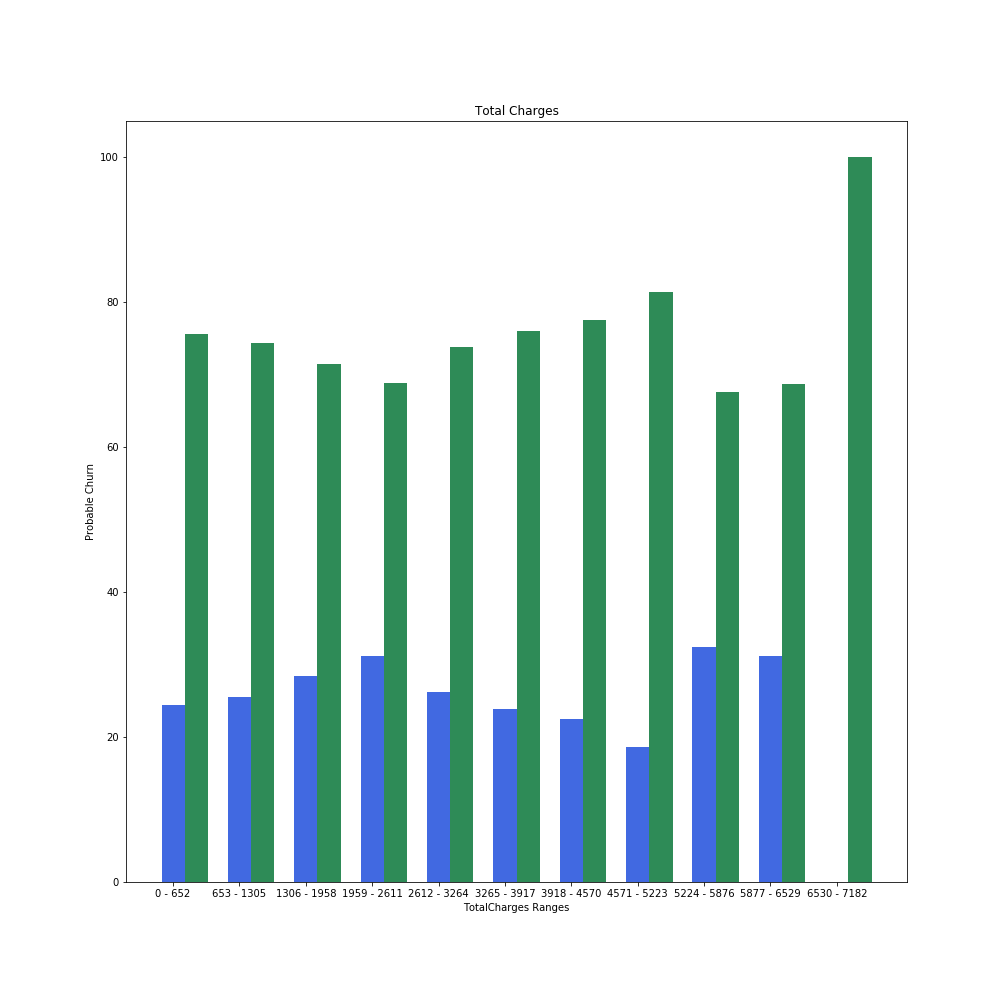 Total Charges
100
80
60
40
20
0
Probable Churn
0 - 652 653 - 1305 1306 - 1958 1959 - 2611 2612 - 3264 3265 - 3917 3918 - 4570 4571 - 5223 5224 - 5876 5877 - 6529 6530 - 7182
TotalCharges Ranges